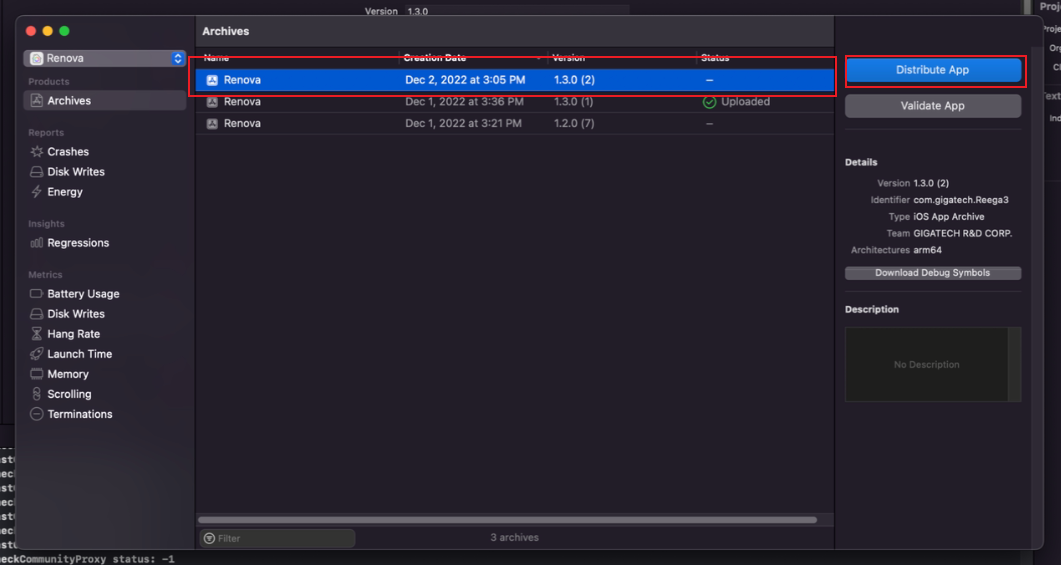 Version 1.3.0
Proj
Archives
Renova
Name Creation Date Version Status
Renova Dec 2, 2022 at 3:05 PM 1.3.0 (2) –
Renova Dec 1, 2022 at 3:36 PM 1.3.0 (1) Uploaded
Renova Dec 1, 2022 at 3:21 PM 1.2.0 (7) –
Products
Archives
Reports
Crashes
Disk Writes
Energy
Insights
Regressions
Metrics
Battery Usage
Disk Writes
Hang Rate
Launch Time
Memory
Scrolling
Terminations
Distribute App
Validate App
Details
Version 1.3.0 (2)
Identifier com.gigatech.Reega3
Type iOS App Archive
Team GIGATECH R&D CORP.
Architectures arm64
Download Debug Symbols
Description
No Description
Filter
3 archives
eckCommunityProxy status: -1